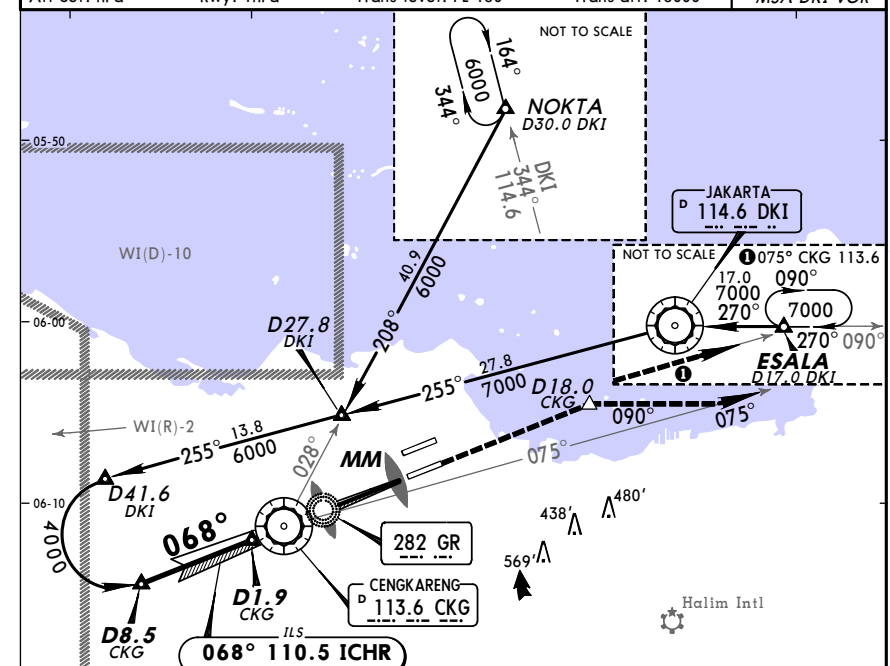 NOT TO SCALE
164°
6000
344°
NOKTA
D30.0 DKI
DKI
344°
114.6
05-50
JAKARTA
D 114.6 DKI
WI(D)-10
40.9
6000
208°
NOT TO SCALE
1 075° CKG 113.6
17.0
7000
270°
090°
7000
270°
090°
ESALA
D17.0 DKI
1
06-00
D27.8
DKI
27.8
255°
7000
D18.0
CKG
090°
075°
075°
WI(R)-2
13.8
255°
6000
028°
MM
D41.6
DKI
06-10
4000
068°
282 GR
438'
480'
569'
CENGKARENG
D 113.6 CKG
D1.9
CKG
D8.5
CKG
ILS
068° 110.5 ICHR
Halim Intl